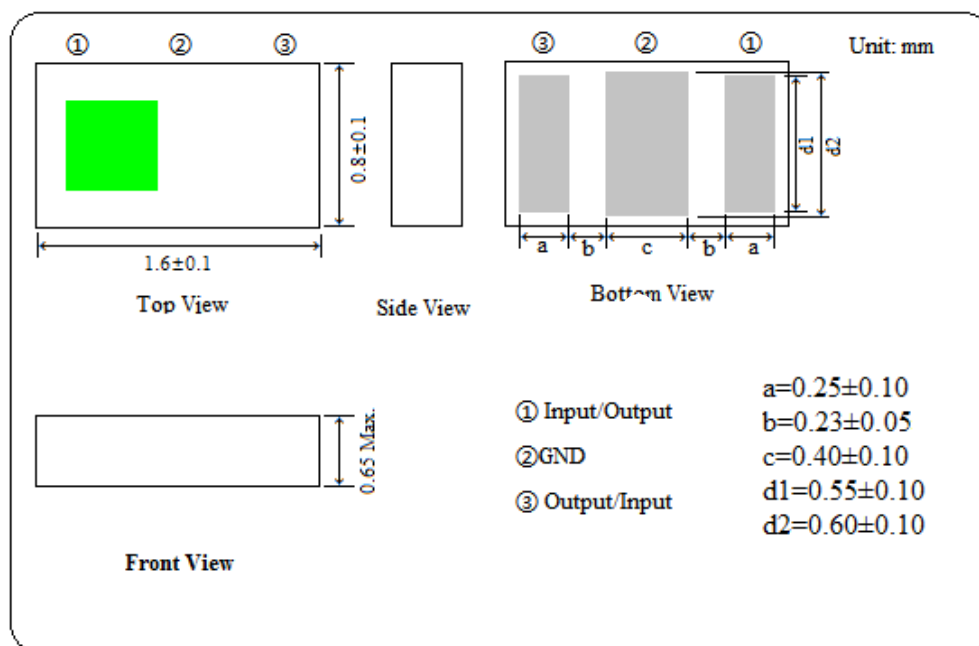 ① ② ③
③ ② ①
Unit: mm
0.8±0.1
d1
d2
a b c b a
1.6±0.1
Top View
Side View
Bottom View
0.65 Max.
① Input/Output
②GND
③ Output/Input
a=0.25±0.10
b=0.23±0.05
c=0.40±0.10
d1=0.55±0.10
d2=0.60±0.10
Front View